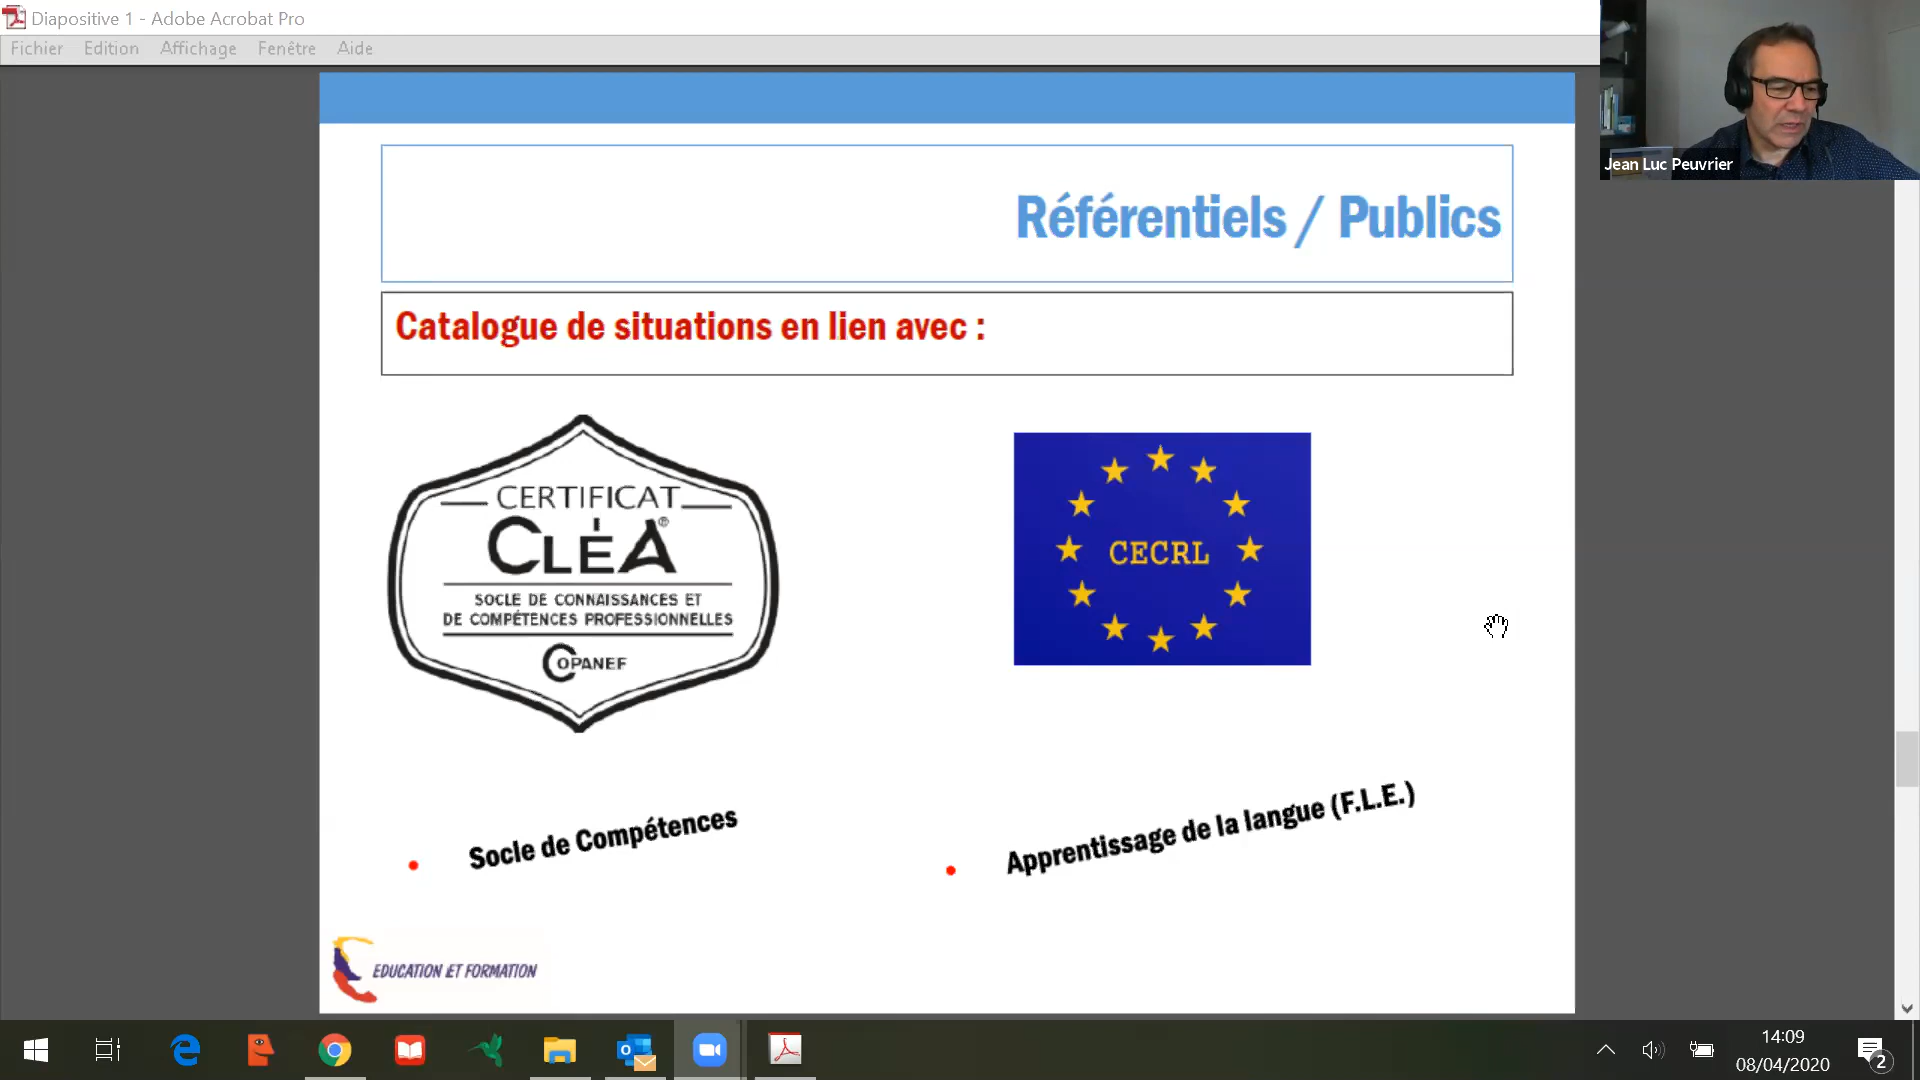 Diapositive 1 - Adobe Acrobat Pro
Fichier Edition Affichage Fenêtre Aide
Jean Luc Peuvrier
Référentiels / Publics
Catalogue de situations en lien avec :
CERTIFICAT
CLÉA®
SOCLE DE CONNAISSANCES ET
DE COMPÉTENCES PROFESSIONNELLES
COPANEF
CECRL
• Socle de Compétences
• Apprentissage de la langue (F.L.E.)
EDUCATION ET FORMATION
14:09
08/04/2020
2